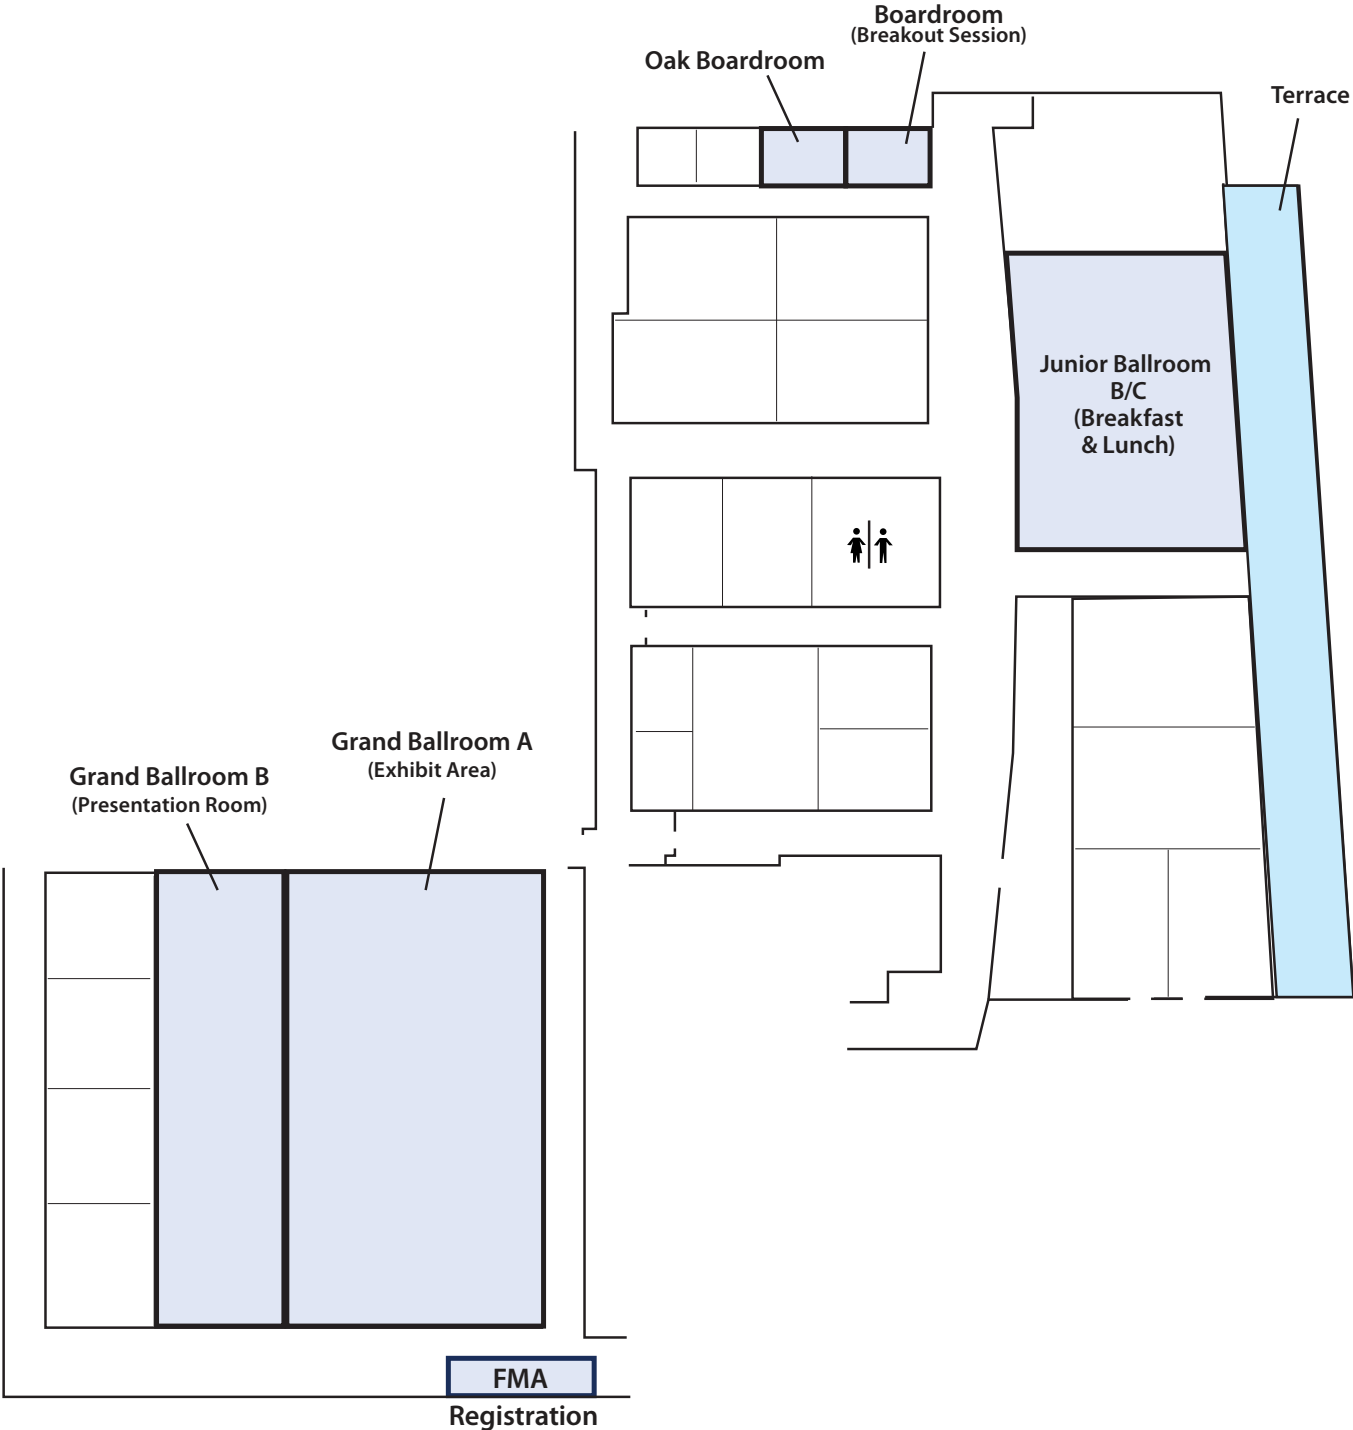 Boardroom
(Breakout Session)
Oak Boardroom
Terrace
Junior Ballroom
B/C
(Breakfast
& Lunch)
Grand Ballroom A
(Exhibit Area)
Grand Ballroom B
(Presentation Room)
FMA
Registration